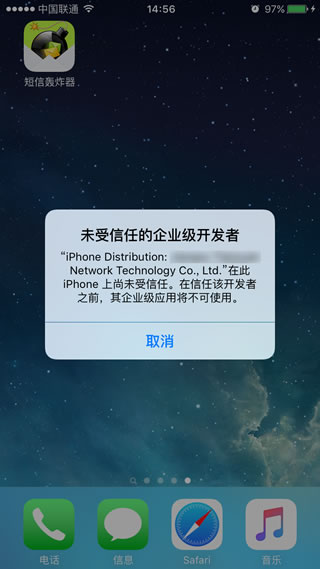 中国联通
14:56
97%
短信轰炸器
未受信任的企业级开发者
“iPhone Distribution:
Network Technology Co., Ltd.”在此
iPhone 上尚未受信任。在信任该开发者
之前，其企业级应用将不可使用。
取消
电话
信息
Safari
音乐